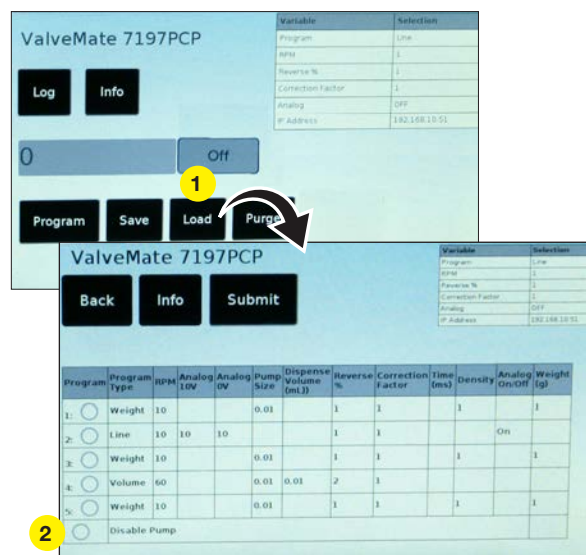 ValveMate 7197PCP
Variable Selection
Program Line
RPM 1
Reverse % 1
Correction Factor 1
Analog OFF
IP Address 192.168.10.51
Log Info
0 Off
1
Program Save Load Purge
ValveMate 7197PCP
Variable Selection
Program Line
RPM 1
Reverse % 1
Correction Factor 1
Analog OFF
IP Address 192.168.10.51
Back Info Submit
Program Program Type RPM Analog 10V Analog 0V Pump Size Dispense Volume (mL)) Reverse % Correction Factor Time (ms) Density Analog On/Off Weight (g)
1: Weight 10 0.01 1 1 1 1
2: Line 10 10 10 1 1 On
3: Weight 10 0.01 1 1 1 1
4: Volume 60 0.01 0.01 2 1
5: Weight 10 0.01 1 1 1 1
2 Disable Pump